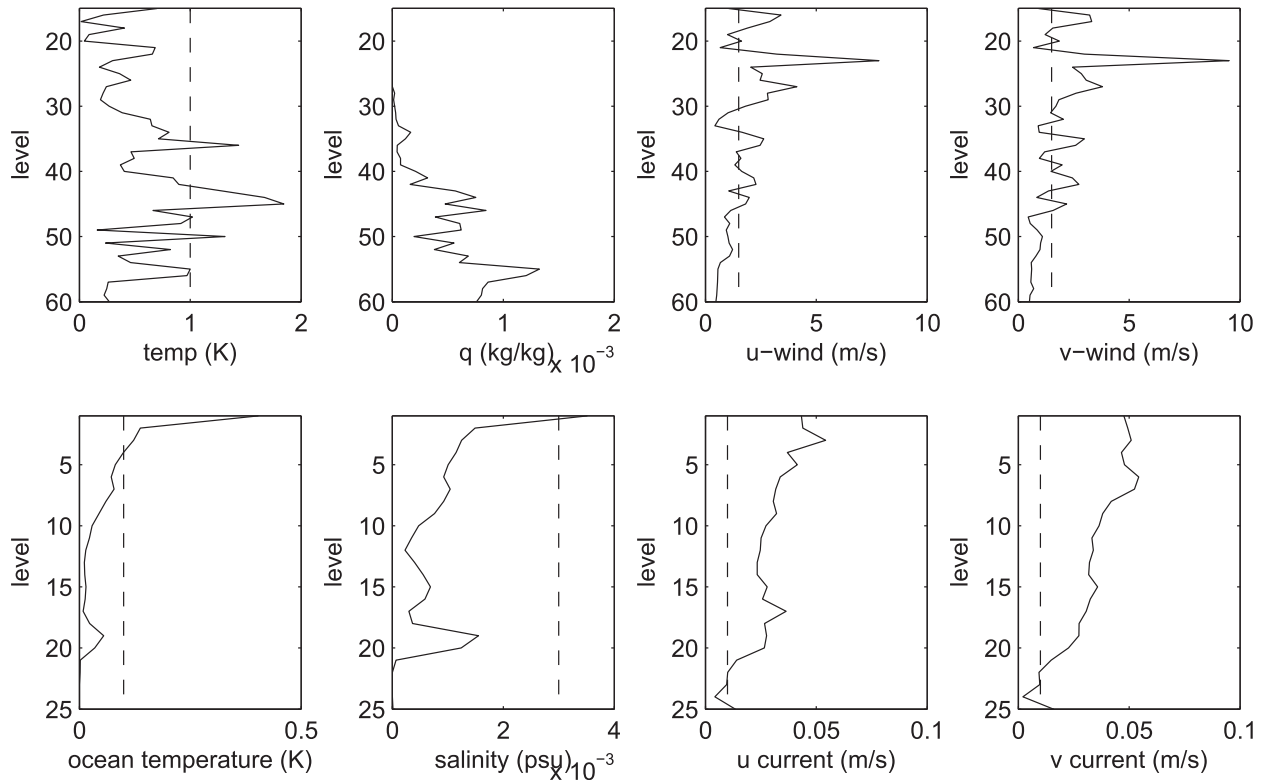 level
20
30
40
50
60
0 1 2
temp (K)
level
20
30
40
50
60
0 1 2
q (kg/kg)
x 10⁻³
level
20
30
40
50
60
0 5 10
u−wind (m/s)
level
20
30
40
50
60
0 5 10
v−wind (m/s)
level
5
10
15
20
25
0 0.5
ocean temperature (K)
level
5
10
15
20
25
0 2 4
salinity (psu)
x 10⁻³
level
5
10
15
20
25
0 0.05 0.1
u current (m/s)
level
5
10
15
20
25
0 0.05 0.1
v current (m/s)